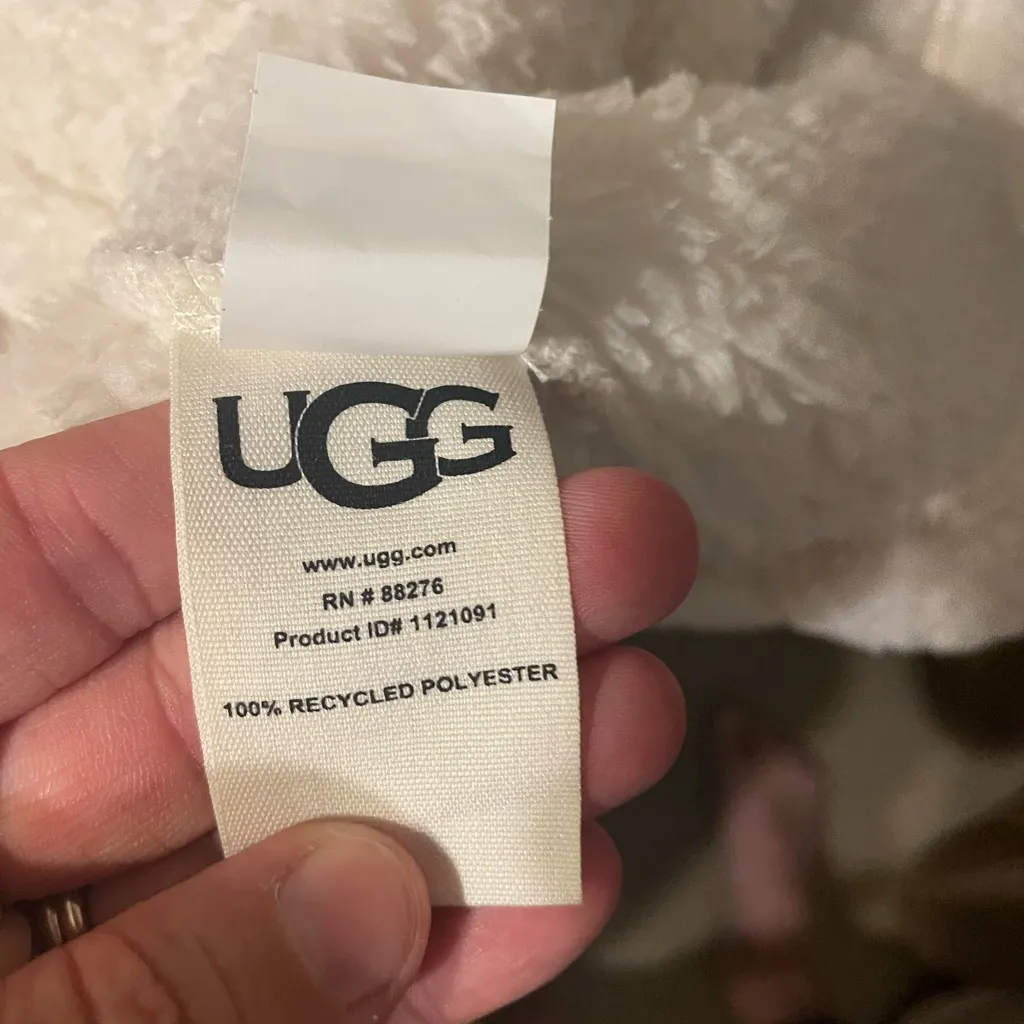 UGG
www.ugg.com
RN # 88276
Product ID# 1121091
100% RECYCLED POLYESTER